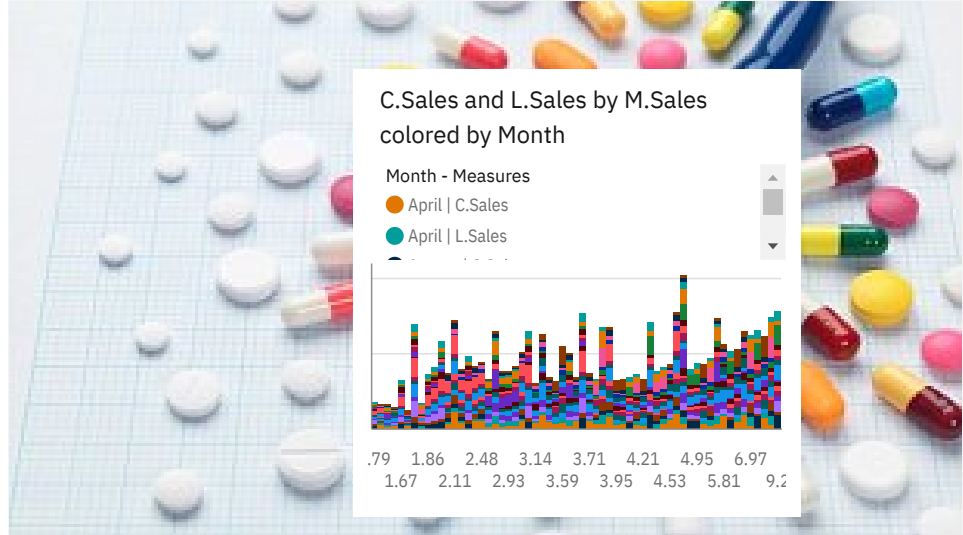 C.Sales and L.Sales by M.Sales
colored by Month
Month - Measures
April | C.Sales
April | L.Sales
.79 1.86 2.48 3.14 3.71 4.21 4.95 6.97
1.67 2.11 2.93 3.59 3.95 4.53 5.81 9.2